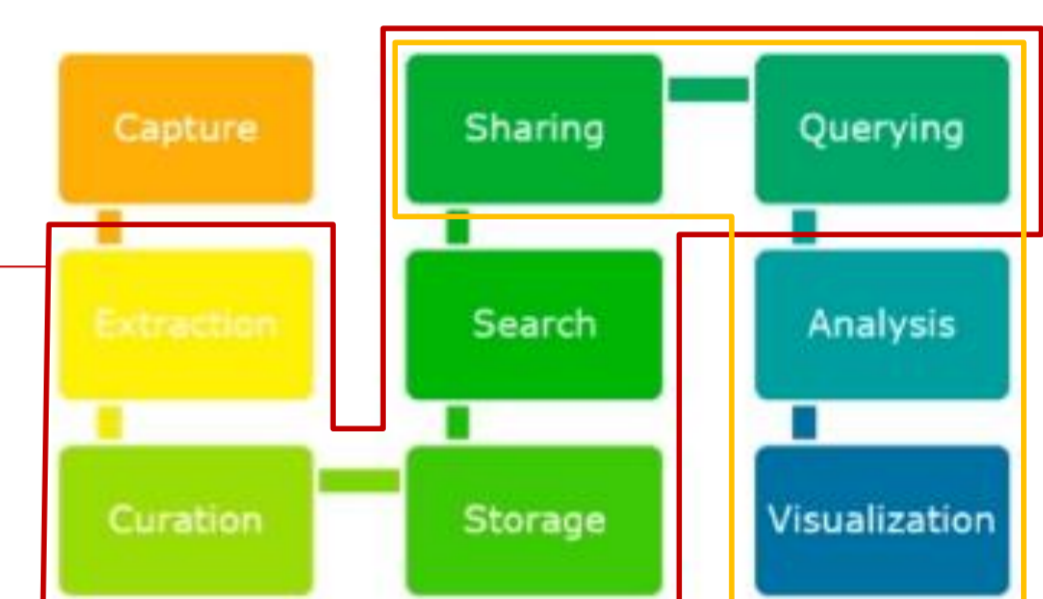 Capture
Sharing
Querying
Extraction
Search
Analysis
Curation
Storage
Visualization